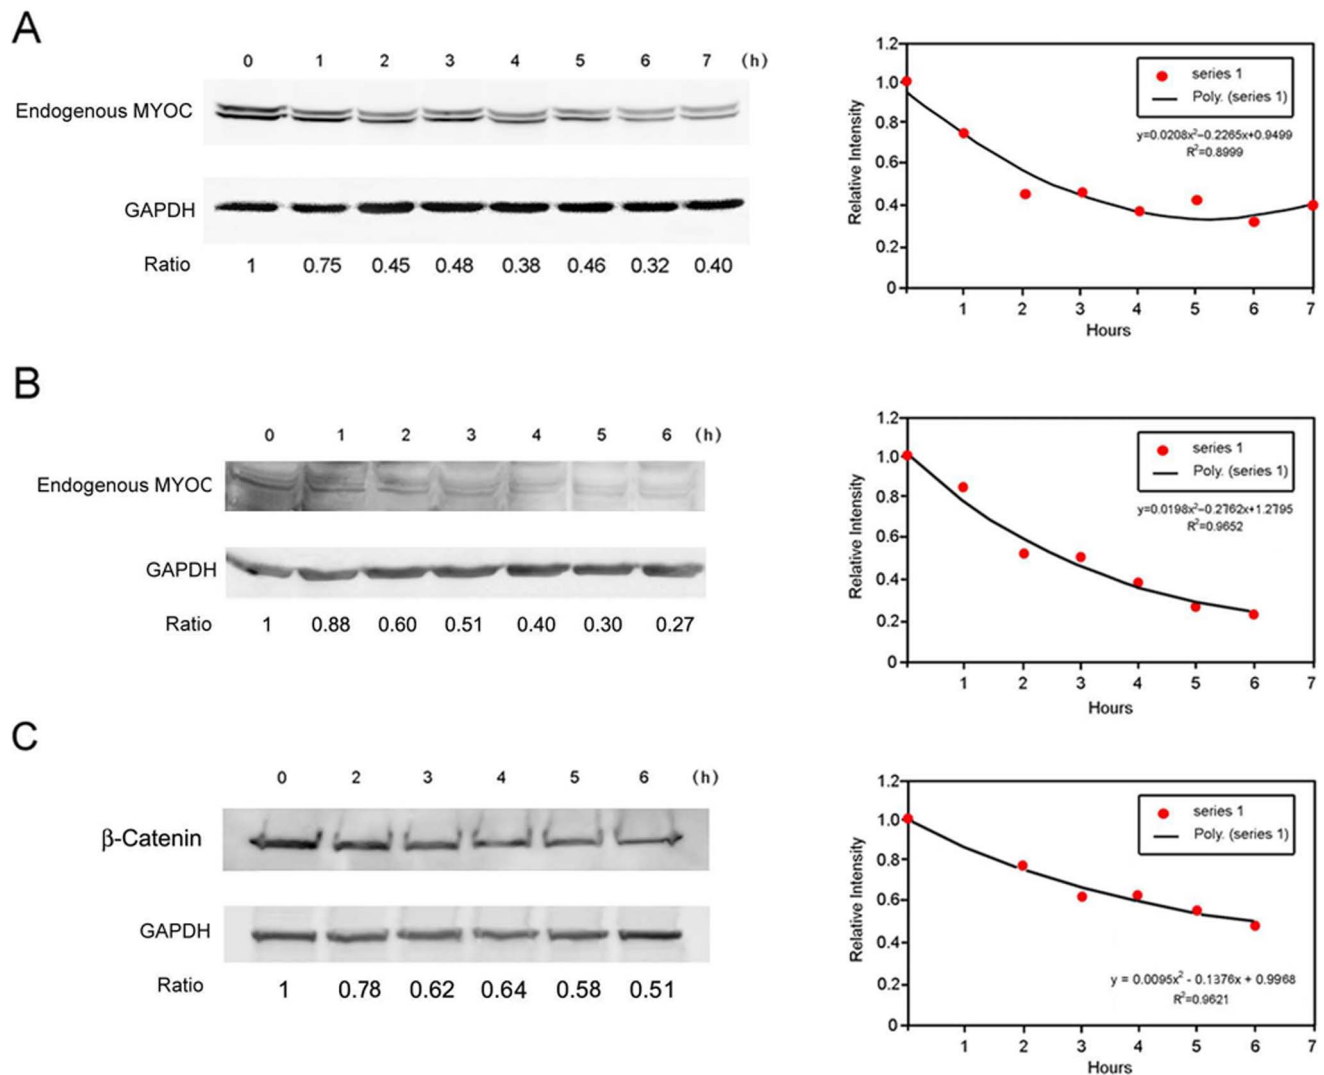 A
0 1 2 3 4 5 6 7 (h)
Endogenous MYOC
GAPDH
Ratio 1 0.75 0.45 0.48 0.38 0.46 0.32 0.40
1.2
1.0
0.8
0.6
0.4
0.2
0
Relative Intensity
series 1
Poly. (series 1)
y=0.0208x²−0.2265x+0.9499
R²=0.8999
1 2 3 4 5 6 7
Hours
B
0 1 2 3 4 5 6 (h)
Endogenous MYOC
GAPDH
Ratio 1 0.88 0.60 0.51 0.40 0.30 0.27
1.2
1.0
0.8
0.6
0.4
0.2
0
Relative Intensity
series 1
Poly. (series 1)
y=0.0198x²−0.2762x+1.2795
R²=0.9652
1 2 3 4 5 6 7
Hours
C
0 2 3 4 5 6 (h)
β-Catenin
GAPDH
Ratio 1 0.78 0.62 0.64 0.58 0.51
1.2
1.0
0.8
0.6
0.4
0.2
0
Relative Intensity
series 1
Poly. (series 1)
y = 0.0095x² - 0.1376x + 0.9968
R²=0.9621
1 2 3 4 5 6 7
Hours